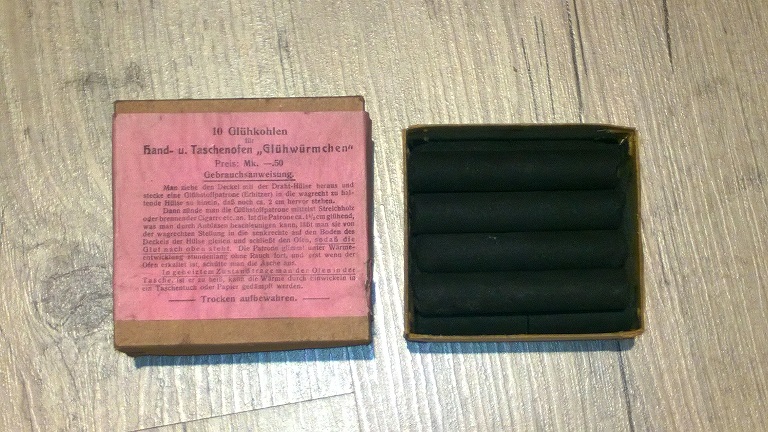 10 Glühkohlen
für
Hand- u. Taschenofen „Glühwürmchen“
Preis: Mk. —.50
Gebrauchsanweisung.
Man ziehe den Deckel mit der Draht-Hülse heraus und
stecke eine Glühstoffpatrone (Erhitzer) in die wagrecht zu hal-
tende Hülse so hinein, daß noch ca. 2 cm hervor stehen.
Dann zünde man die Glühstoffpatrone mittelst Streichholz
oder brennender Cigarre etc. an. Ist die Patrone ca. 1½ cm glühend,
was man durch Anblasen beschleunigen kann, läßt man sie von
der wagrechten Stellung in die senkrechte auf den Boden des
Deckels der Hülse gleiten und schließt den Ofen, sodaß die
Glut nach oben steht. Die Patrone glimmt unter Wärme-
entwicklung stundenlang ohne Rauch fort, und erst wenn der
Ofen erkaltet ist, schütte man die Asche aus.
In geheiztem Zustand trage man den Ofen in der
Tasche, ist er zu heiß, kann die Wärme durch Einwickeln in
ein Taschentuch oder Papier gedämpft werden.
Trocken aufbewahren.